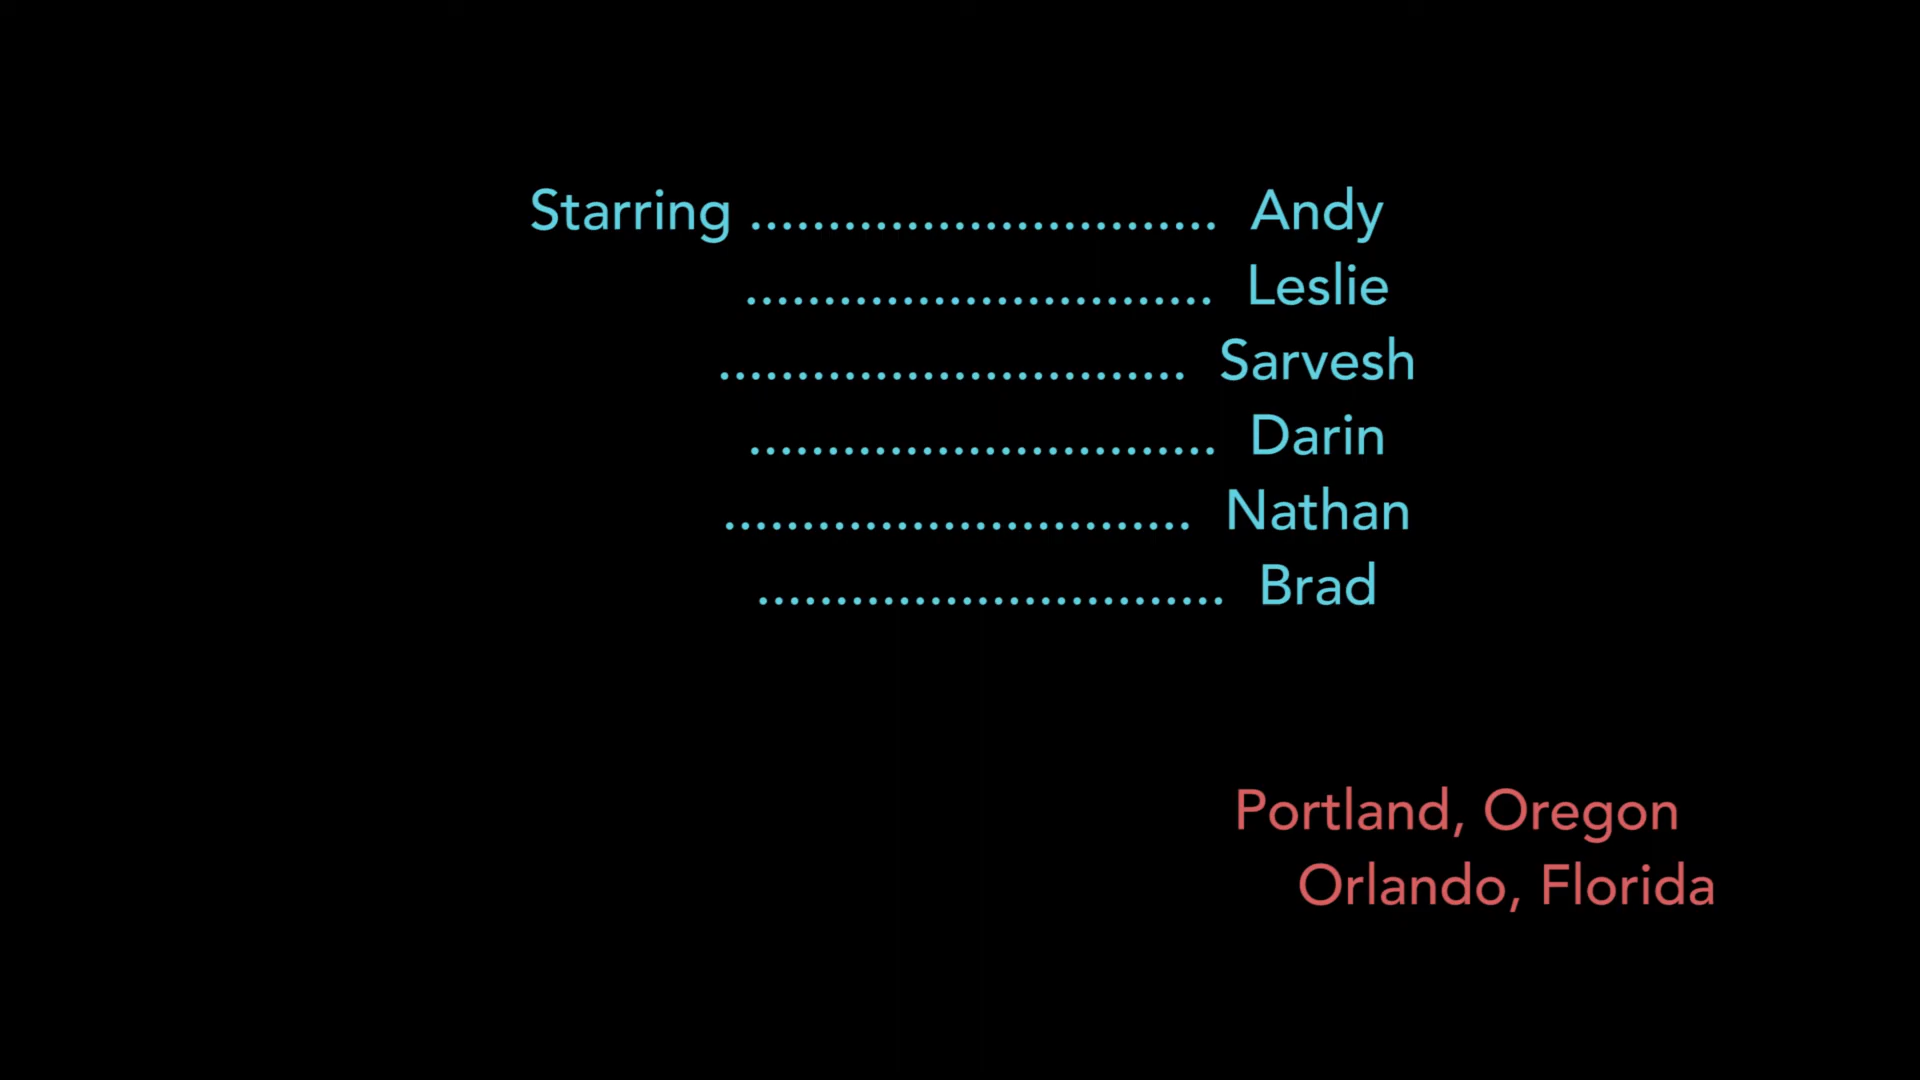 Starring .............................. Andy
.............................. Leslie
.............................. Sarvesh
.............................. Darin
.............................. Nathan
.............................. Brad
Portland, Oregon
Orlando, Florida